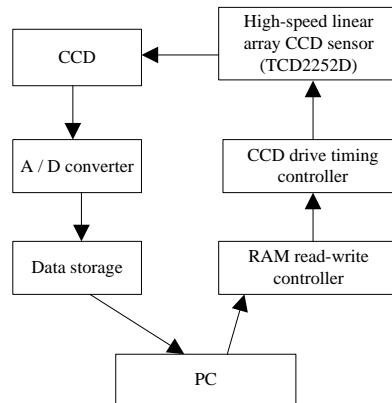 High-speed linear
array CCD sensor
(TCD2252D)
CCD
A / D converter
CCD drive timing
controller
Data storage
RAM read-write
controller
PC